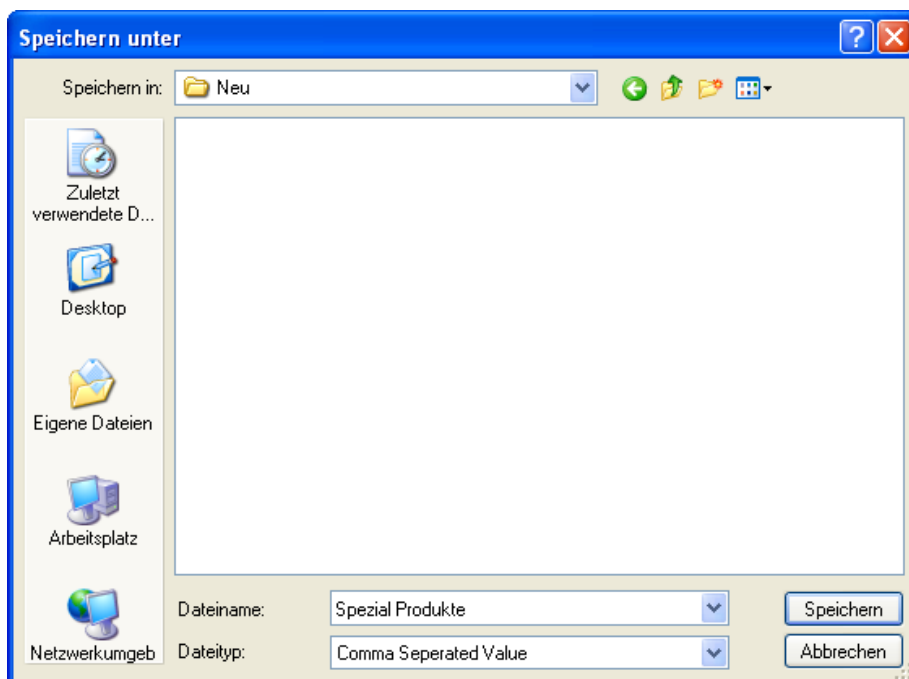 Speichern unter
Speichern in: Neu
Zuletzt
verwendete D...
Desktop
Eigene Dateien
Arbeitsplatz
Netzwerkumgeb
Dateiname: Spezial Produkte Speichern
Dateityp: Comma Seperated Value Abbrechen